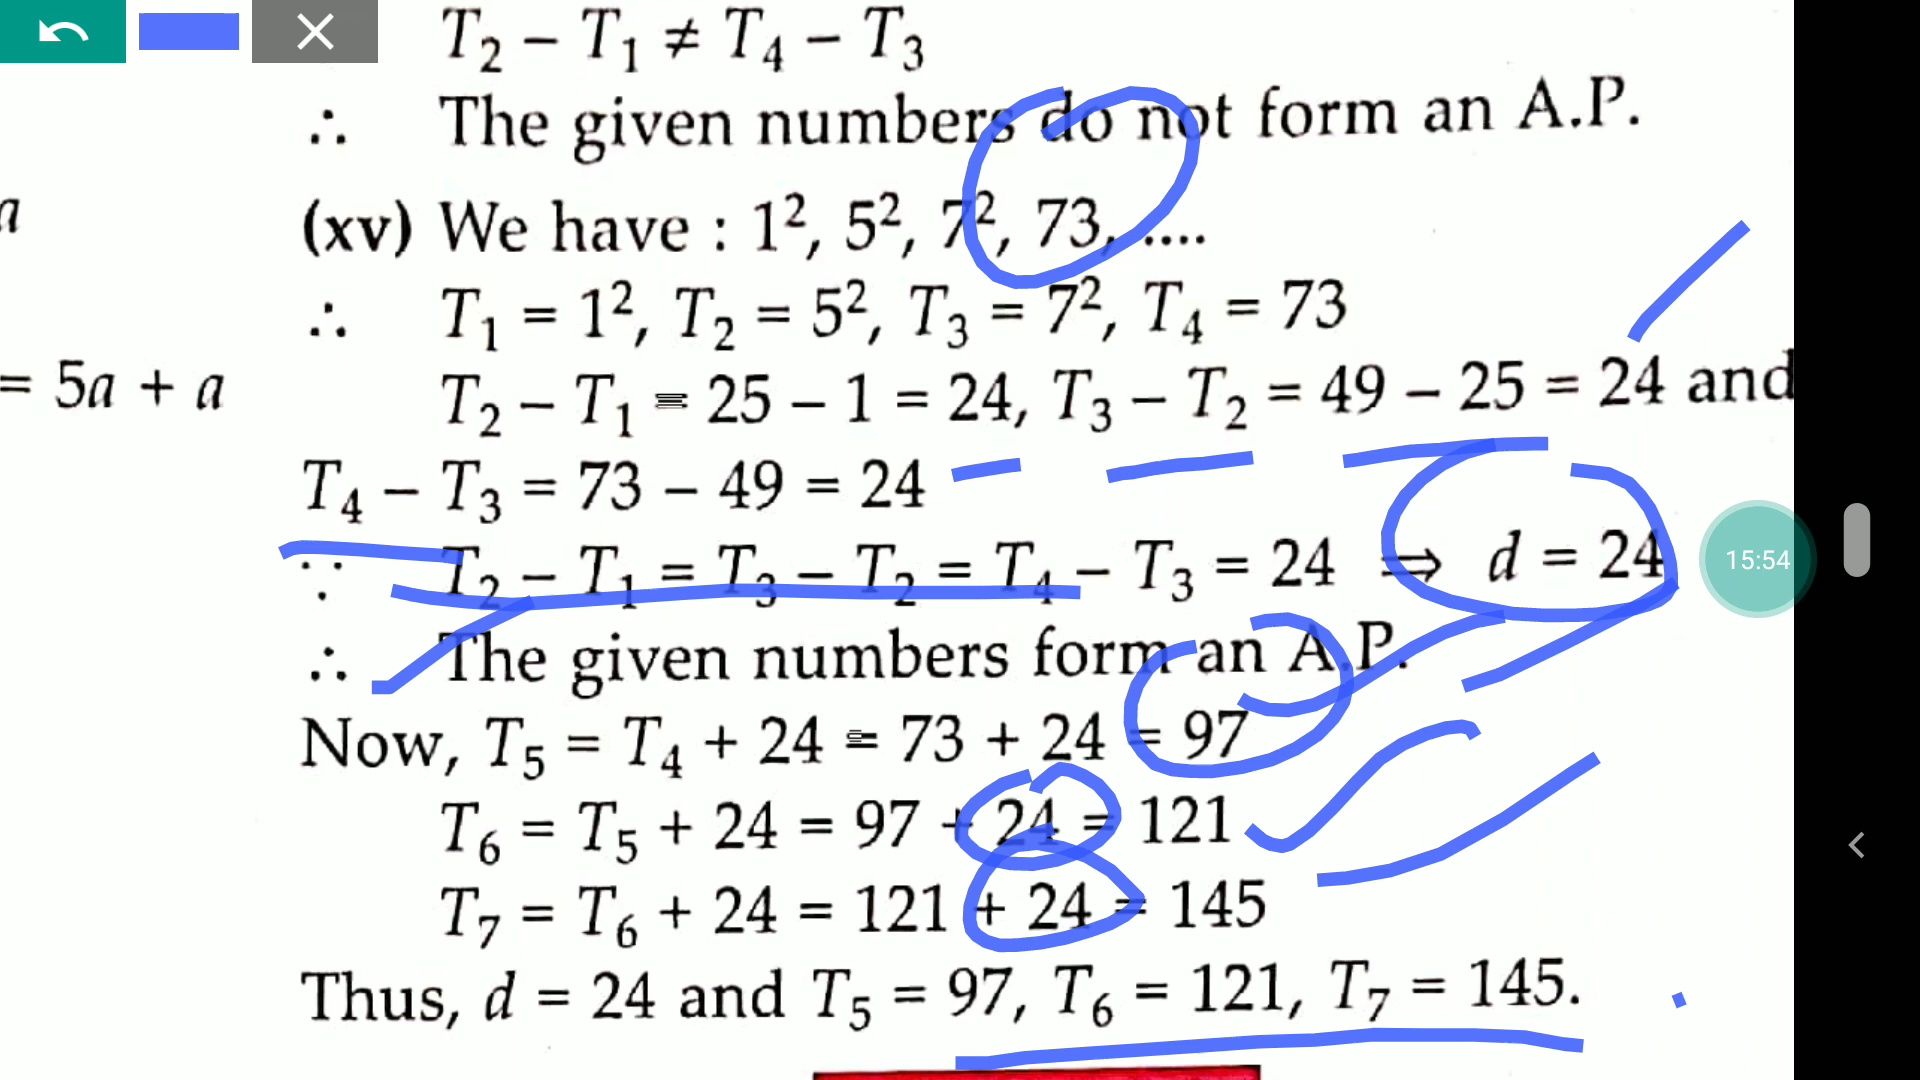 T₂ – T₁ ≠ T₄ – T₃
∴ The given numbers do not form an A.P.
a
(xv) We have : 1², 5², 7², 73, ....
∴ T₁ = 1², T₂ = 5², T₃ = 7², T₄ = 73
= 5a + a
T₂ – T₁ = 25 – 1 = 24, T₃ – T₂ = 49 – 25 = 24 and
T₄ – T₃ = 73 – 49 = 24
∵ T₂ – T₁ = T₃ – T₂ = T₄ – T₃ = 24 ⇒ d = 24
15:54
∴ The given numbers form an A.P.
Now, T₅ = T₄ + 24 = 73 + 24 = 97
T₆ = T₅ + 24 = 97 + 24 = 121
T₇ = T₆ + 24 = 121 + 24 = 145
Thus, d = 24 and T₅ = 97, T₆ = 121, T₇ = 145.